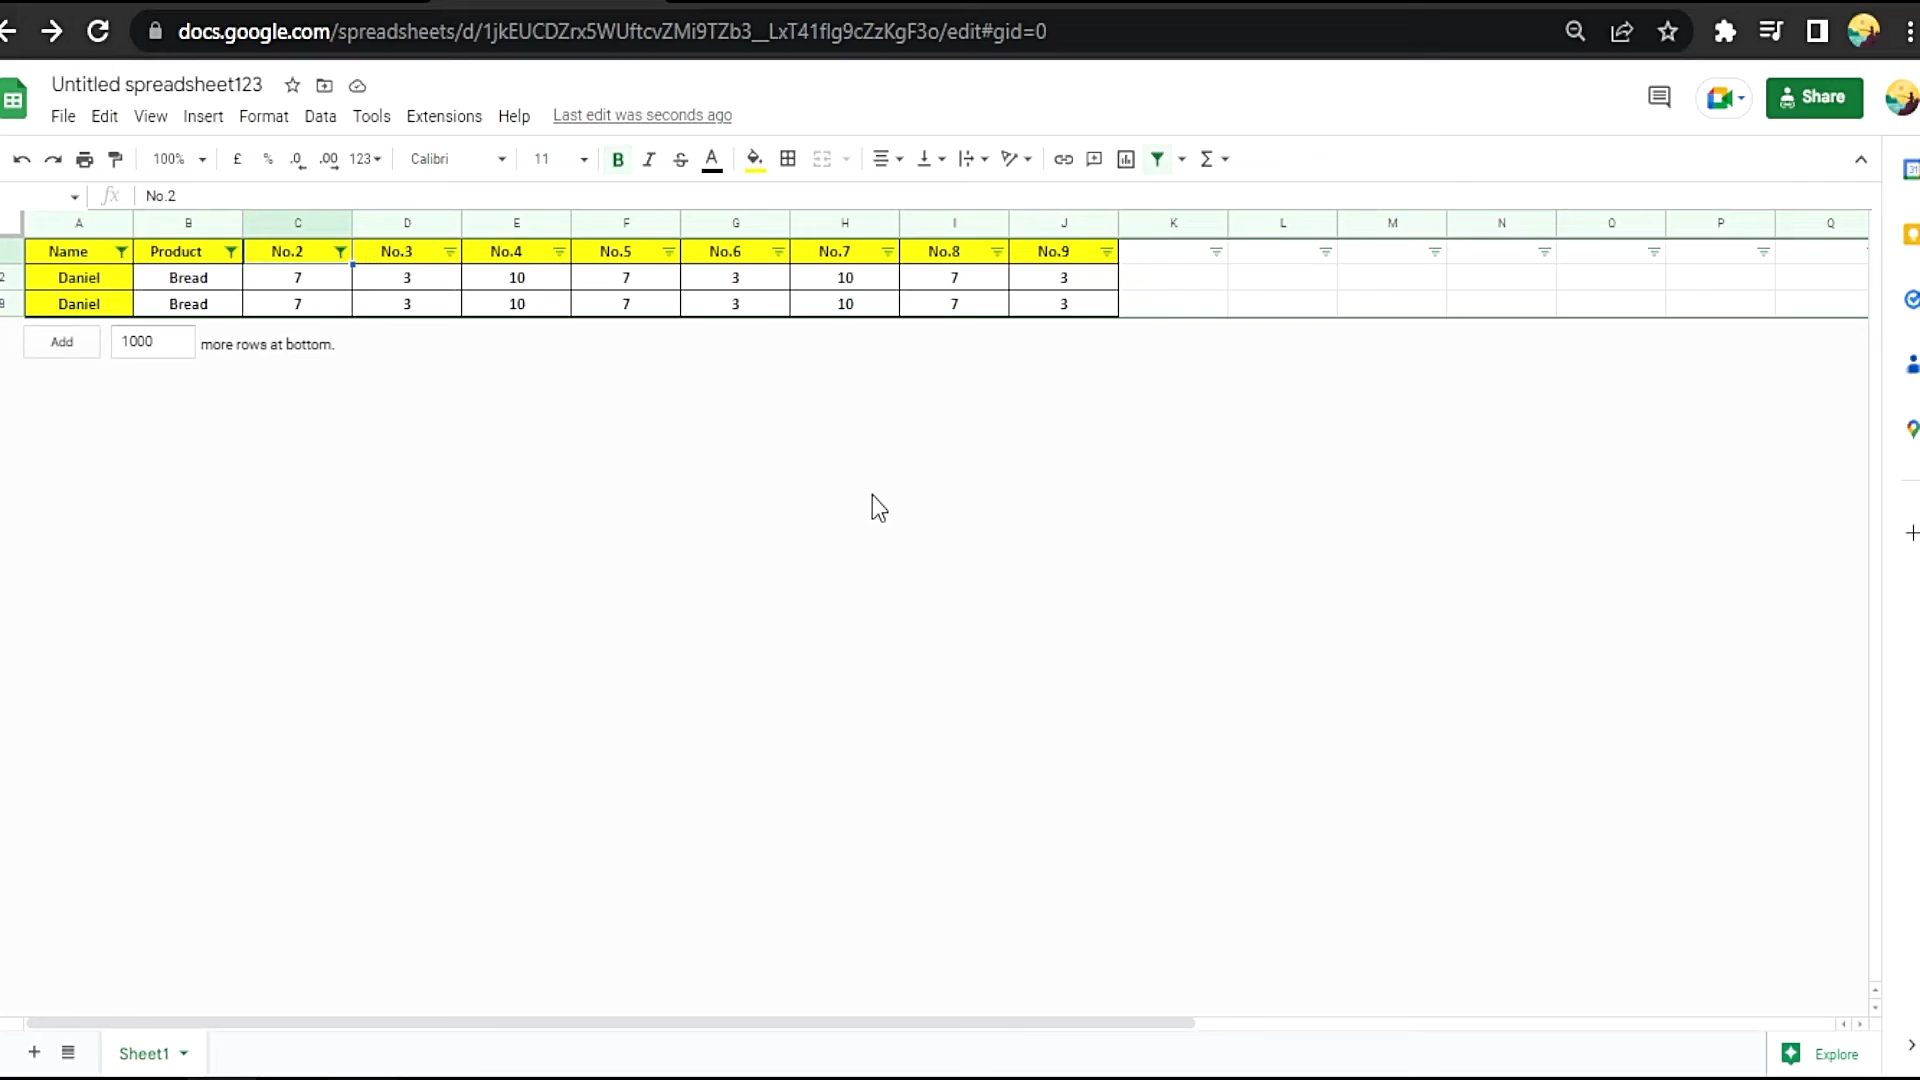 docs.google.com/spreadsheets/d/1jkEUCDZrx5WUftcvZMi9TZb3__LxT41flg9cZzKgF3o/edit#gid=0
Untitled spreadsheet123
File Edit View Insert Format Data Tools Extensions Help Last edit was seconds ago
Share
100% £ % .0 .00 123 Calibri 11 B I S A Σ
fx No.2
A B C D E F G H I J K L M N O P Q
Name Product No.2 No.3 No.4 No.5 No.6 No.7 No.8 No.9
2 Daniel Bread 7 3 10 7 3 10 7 3
Daniel Bread 7 3 10 7 3 10 7 3
Add 1000 more rows at bottom.
Sheet1
Explore